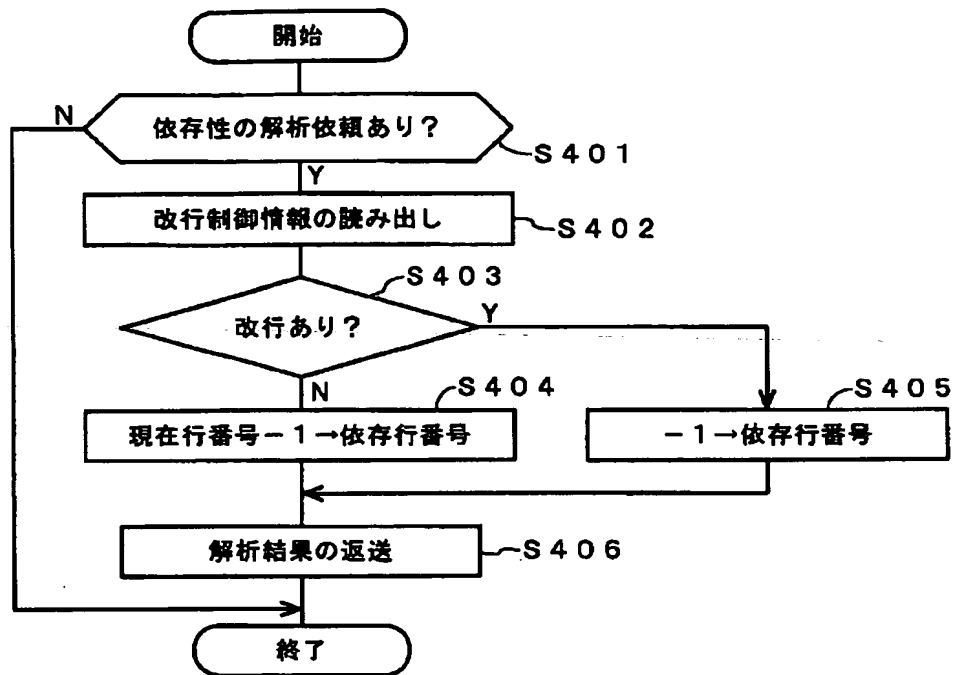 開始
N
依存性の解析依頼あり?
S401
Y
改行制御情報の読み出し
S402
S403
改行あり?
Y
N
S404
S405
現在行番号-1→依存行番号
-1→依存行番号
解析結果の返送
S406
終了